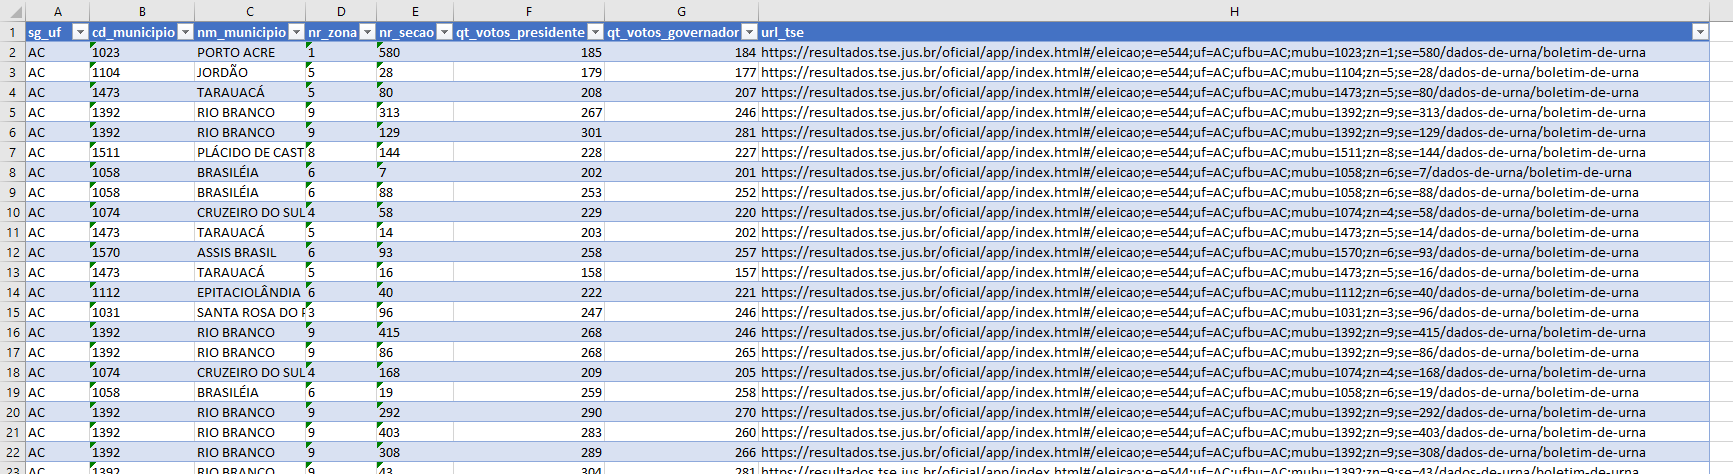 A B C D E F G H
1 sg_uf cd_municipio nm_municipio nr_zona nr_secao qt_votos_presidente qt_votos_governador url_tse
2 AC 1023 PORTO ACRE 1 580 185 184 https://resultados.tse.jus.br/oficial/app/index.html#/eleicao;e=e544;uf=AC;ufbu=AC;mubu=1023;zn=1;se=580/dados-de-urna/boletim-de-urna
3 AC 1104 JORDÃO 5 28 179 177 https://resultados.tse.jus.br/oficial/app/index.html#/eleicao;e=e544;uf=AC;ufbu=AC;mubu=1104;zn=5;se=28/dados-de-urna/boletim-de-urna
4 AC 1473 TARAUACÁ 5 80 208 207 https://resultados.tse.jus.br/oficial/app/index.html#/eleicao;e=e544;uf=AC;ufbu=AC;mubu=1473;zn=5;se=80/dados-de-urna/boletim-de-urna
5 AC 1392 RIO BRANCO 9 313 267 246 https://resultados.tse.jus.br/oficial/app/index.html#/eleicao;e=e544;uf=AC;ufbu=AC;mubu=1392;zn=9;se=313/dados-de-urna/boletim-de-urna
6 AC 1392 RIO BRANCO 9 129 301 281 https://resultados.tse.jus.br/oficial/app/index.html#/eleicao;e=e544;uf=AC;ufbu=AC;mubu=1392;zn=9;se=129/dados-de-urna/boletim-de-urna
7 AC 1511 PLÁCIDO DE CAST 8 144 228 227 https://resultados.tse.jus.br/oficial/app/index.html#/eleicao;e=e544;uf=AC;ufbu=AC;mubu=1511;zn=8;se=144/dados-de-urna/boletim-de-urna
8 AC 1058 BRASILÉIA 6 7 202 201 https://resultados.tse.jus.br/oficial/app/index.html#/eleicao;e=e544;uf=AC;ufbu=AC;mubu=1058;zn=6;se=7/dados-de-urna/boletim-de-urna
9 AC 1058 BRASILÉIA 6 88 253 252 https://resultados.tse.jus.br/oficial/app/index.html#/eleicao;e=e544;uf=AC;ufbu=AC;mubu=1058;zn=6;se=88/dados-de-urna/boletim-de-urna
10 AC 1074 CRUZEIRO DO SUL 4 58 229 220 https://resultados.tse.jus.br/oficial/app/index.html#/eleicao;e=e544;uf=AC;ufbu=AC;mubu=1074;zn=4;se=58/dados-de-urna/boletim-de-urna
11 AC 1473 TARAUACÁ 5 14 203 202 https://resultados.tse.jus.br/oficial/app/index.html#/eleicao;e=e544;uf=AC;ufbu=AC;mubu=1473;zn=5;se=14/dados-de-urna/boletim-de-urna
12 AC 1570 ASSIS BRASIL 6 93 258 257 https://resultados.tse.jus.br/oficial/app/index.html#/eleicao;e=e544;uf=AC;ufbu=AC;mubu=1570;zn=6;se=93/dados-de-urna/boletim-de-urna
13 AC 1473 TARAUACÁ 5 16 158 157 https://resultados.tse.jus.br/oficial/app/index.html#/eleicao;e=e544;uf=AC;ufbu=AC;mubu=1473;zn=5;se=16/dados-de-urna/boletim-de-urna
14 AC 1112 EPITACIOLÂNDIA 6 40 222 221 https://resultados.tse.jus.br/oficial/app/index.html#/eleicao;e=e544;uf=AC;ufbu=AC;mubu=1112;zn=6;se=40/dados-de-urna/boletim-de-urna
15 AC 1031 SANTA ROSA DO 3 96 247 246 https://resultados.tse.jus.br/oficial/app/index.html#/eleicao;e=e544;uf=AC;ufbu=AC;mubu=1031;zn=3;se=96/dados-de-urna/boletim-de-urna
16 AC 1392 RIO BRANCO 9 415 268 246 https://resultados.tse.jus.br/oficial/app/index.html#/eleicao;e=e544;uf=AC;ufbu=AC;mubu=1392;zn=9;se=415/dados-de-urna/boletim-de-urna
17 AC 1392 RIO BRANCO 9 86 268 265 https://resultados.tse.jus.br/oficial/app/index.html#/eleicao;e=e544;uf=AC;ufbu=AC;mubu=1392;zn=9;se=86/dados-de-urna/boletim-de-urna
18 AC 1074 CRUZEIRO DO SUL 4 168 209 205 https://resultados.tse.jus.br/oficial/app/index.html#/eleicao;e=e544;uf=AC;ufbu=AC;mubu=1074;zn=4;se=168/dados-de-urna/boletim-de-urna
19 AC 1058 BRASILÉIA 6 19 259 258 https://resultados.tse.jus.br/oficial/app/index.html#/eleicao;e=e544;uf=AC;ufbu=AC;mubu=1058;zn=6;se=19/dados-de-urna/boletim-de-urna
20 AC 1392 RIO BRANCO 9 292 290 270 https://resultados.tse.jus.br/oficial/app/index.html#/eleicao;e=e544;uf=AC;ufbu=AC;mubu=1392;zn=9;se=292/dados-de-urna/boletim-de-urna
21 AC 1392 RIO BRANCO 9 403 283 260 https://resultados.tse.jus.br/oficial/app/index.html#/eleicao;e=e544;uf=AC;ufbu=AC;mubu=1392;zn=9;se=403/dados-de-urna/boletim-de-urna
22 AC 1392 RIO BRANCO 9 308 289 266 https://resultados.tse.jus.br/oficial/app/index.html#/eleicao;e=e544;uf=AC;ufbu=AC;mubu=1392;zn=9;se=308/dados-de-urna/boletim-de-urna
23 AC 1392 RIO BRANCO 9 43 304 281 https://resultados.tse.jus.br/oficial/app/index.html#/eleicao;e=e544;uf=AC;ufbu=AC;mubu=1392;zn=9;se=43/dados-de-urna/boletim-de-urna